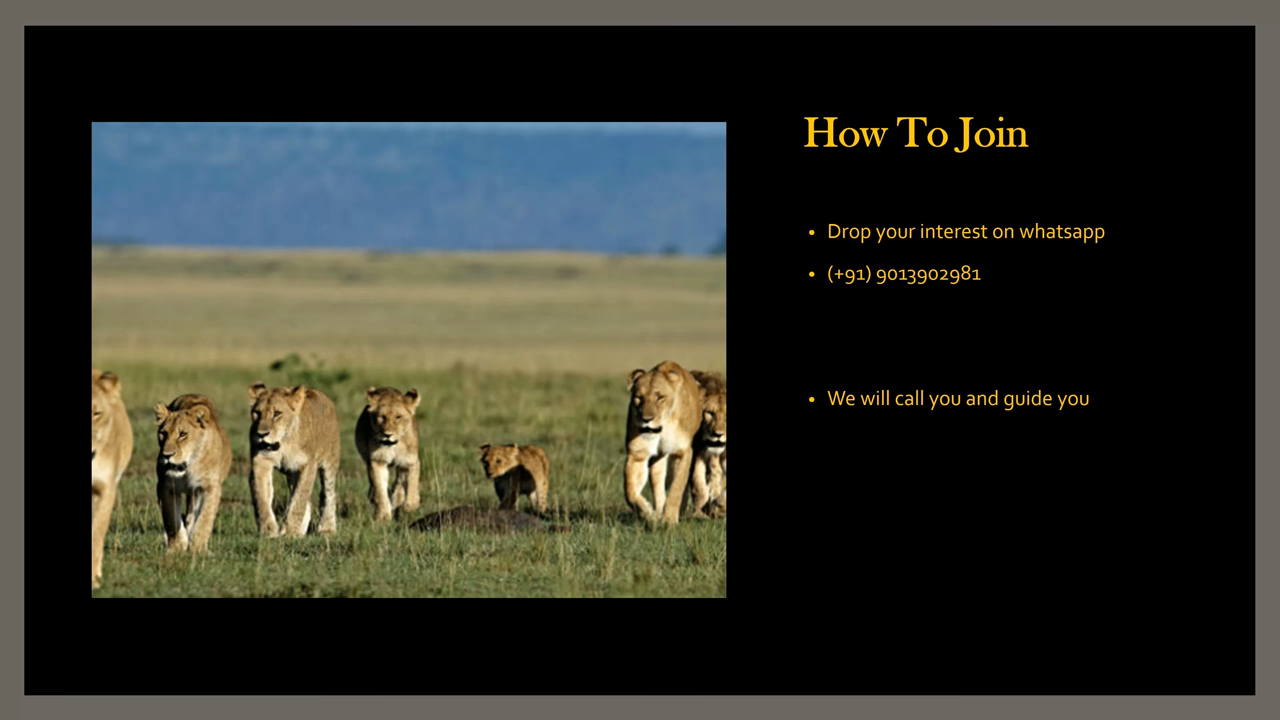 How To Join
• Drop your interest on whatsapp
• (+91) 9013902981
• We will call you and guide you